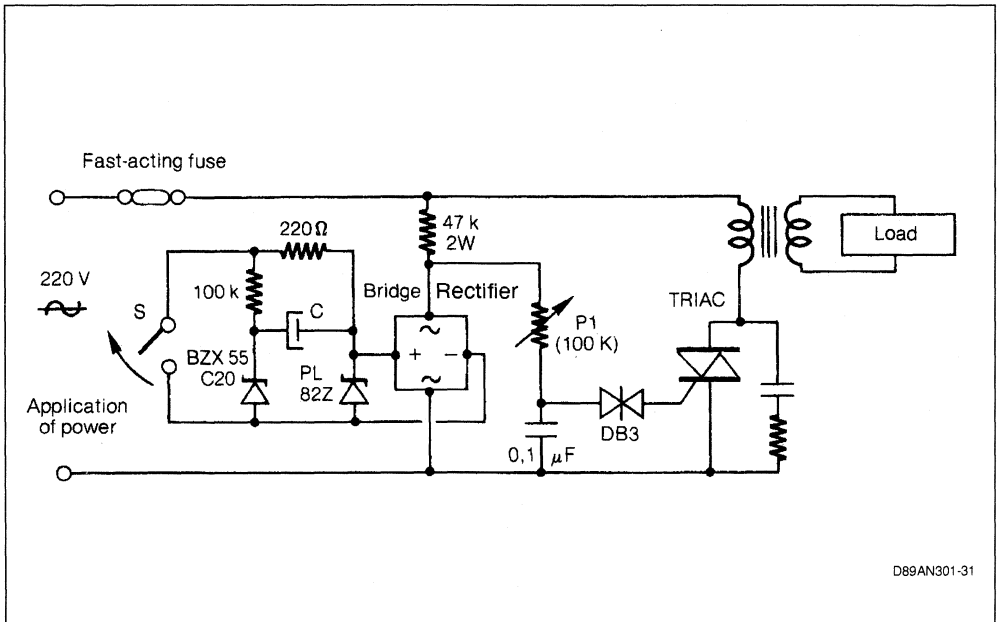 Fast-acting fuse
220 Ω
47 k
2W
Load
220 V
100 k
C
Bridge Rectifier
TRIAC
S
P1
(100 K)
+ −
BZX 55
C20
PL
82Z
DB3
Application
of power
0,1 µF
D89AN301-31